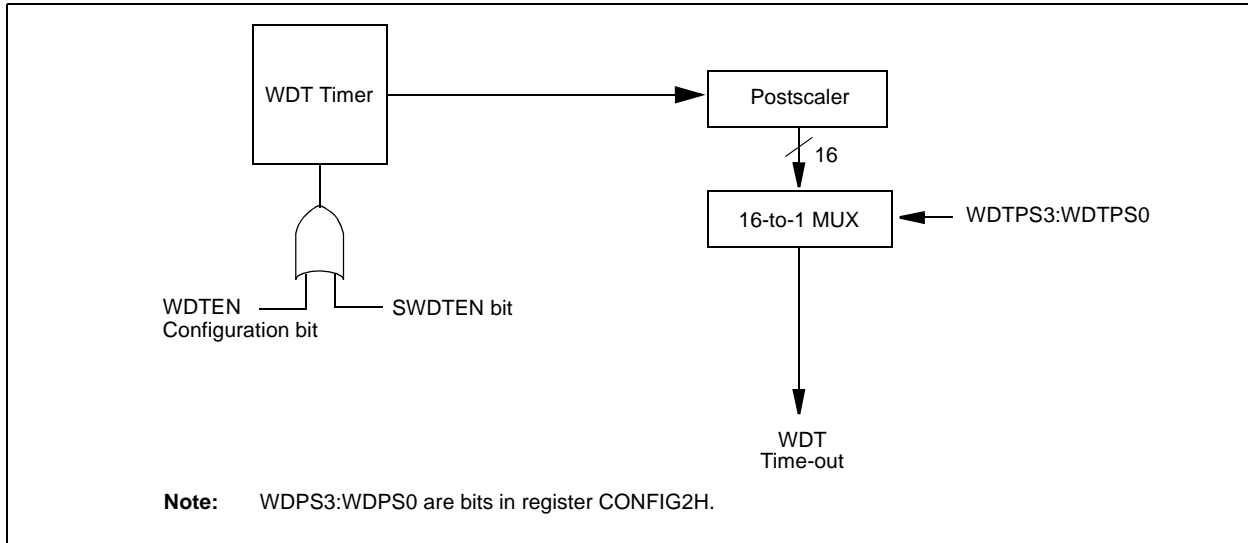 WDT Timer
Postscaler
16
16-to-1 MUX
WDTPS3:WDTPS0
WDTEN
Configuration bit
SWDTEN bit
WDT
Time-out
Note: WDPS3:WDPS0 are bits in register CONFIG2H.